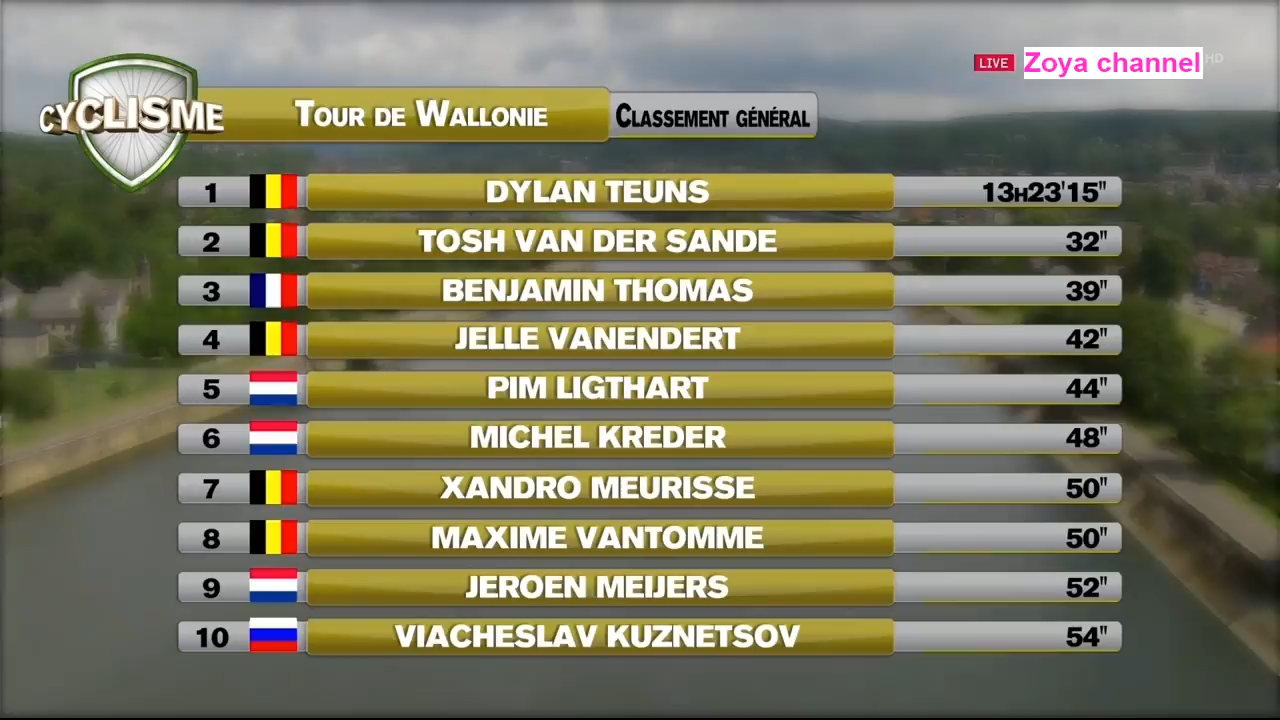 LIVE Zoya channel HD
CYCLISME TOUR DE WALLONIE CLASSEMENT GÉNÉRAL
1 DYLAN TEUNS 13H23'15"
2 TOSH VAN DER SANDE 32"
3 BENJAMIN THOMAS 39"
4 JELLE VANENDERT 42"
5 PIM LIGTHART 44"
6 MICHEL KREDER 48"
7 XANDRO MEURISSE 50"
8 MAXIME VANTOMME 50"
9 JEROEN MEIJERS 52"
10 VIACHESLAV KUZNETSOV 54"